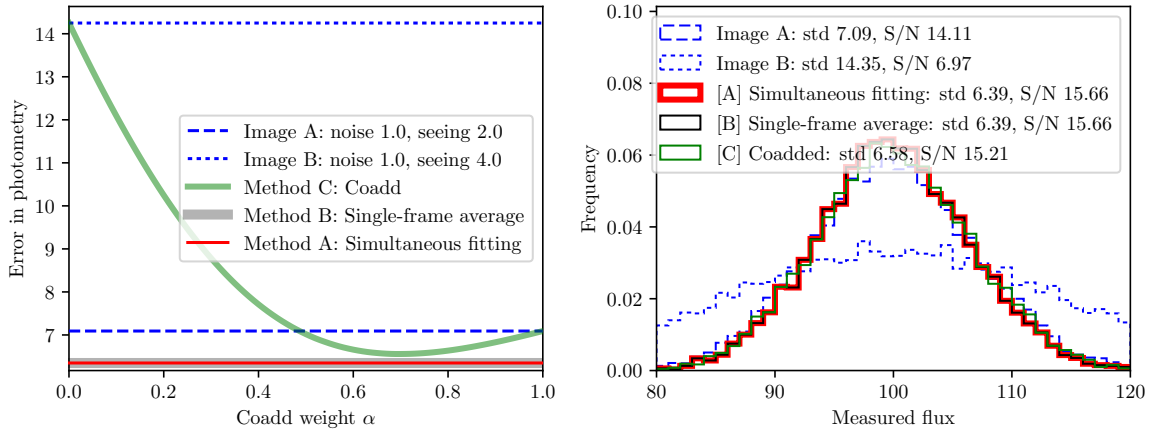 14
13
12
11
10
9
8
7
Error in photometry
Image A: noise 1.0, seeing 2.0
Image B: noise 1.0, seeing 4.0
Method C: Coadd
Method B: Single-frame average
Method A: Simultaneous fitting
0.0 0.2 0.4 0.6 0.8 1.0
Coadd weight α
0.10
0.08
0.06
0.04
0.02
0.00
Frequency
Image A: std 7.09, S/N 14.11
Image B: std 14.35, S/N 6.97
[A] Simultaneous fitting: std 6.39, S/N 15.66
[B] Single-frame average: std 6.39, S/N 15.66
[C] Coadded: std 6.58, S/N 15.21
80 90 100 110 120
Measured flux